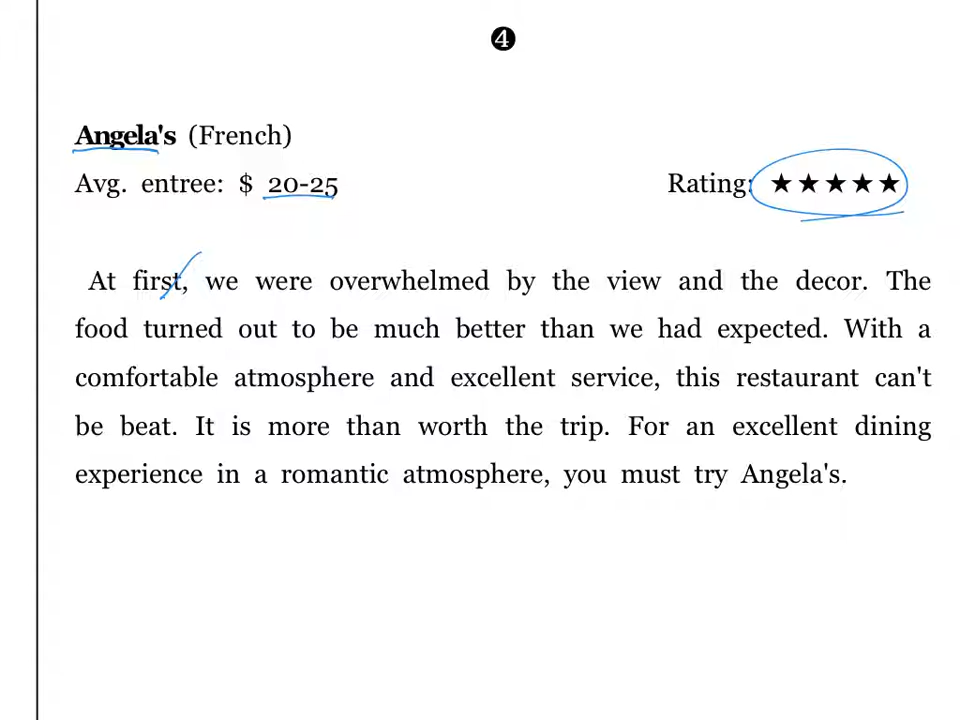 ❹
Angela's (French)
Avg. entree: $ 20-25 Rating: ★★★★★
At first, we were overwhelmed by the view and the decor. The
food turned out to be much better than we had expected. With a
comfortable atmosphere and excellent service, this restaurant can't
be beat. It is more than worth the trip. For an excellent dining
experience in a romantic atmosphere, you must try Angela's.